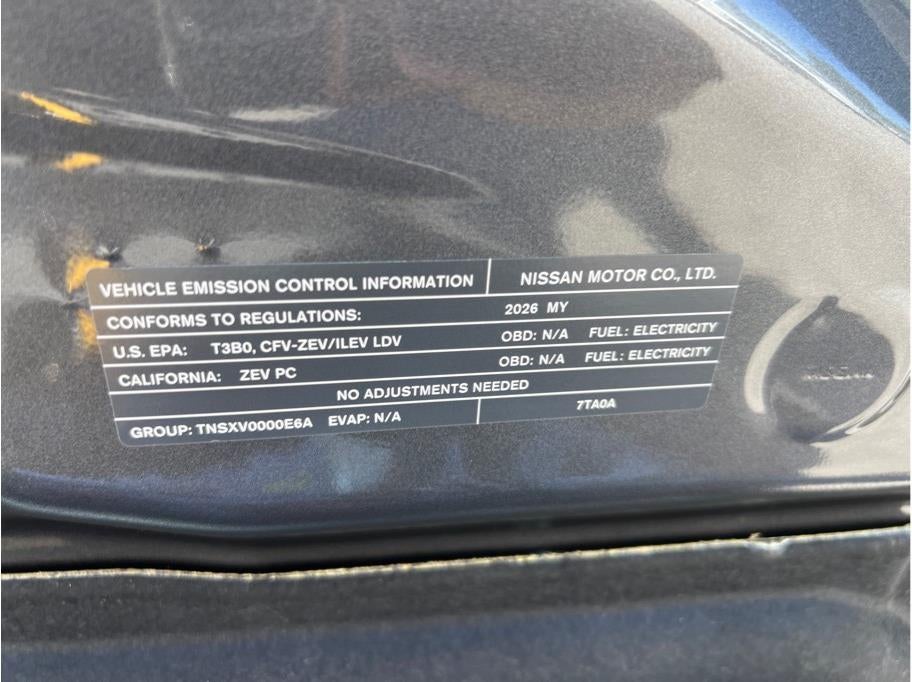 VEHICLE EMISSION CONTROL INFORMATION NISSAN MOTOR CO., LTD.
CONFORMS TO REGULATIONS: 2026 MY
U.S. EPA: T3B0, CFV-ZEV/ILEV LDV OBD: N/A FUEL: ELECTRICITY
CALIFORNIA: ZEV PC OBD: N/A FUEL: ELECTRICITY
NO ADJUSTMENTS NEEDED
GROUP: TNSXV0000E6A EVAP: N/A 7TA0A